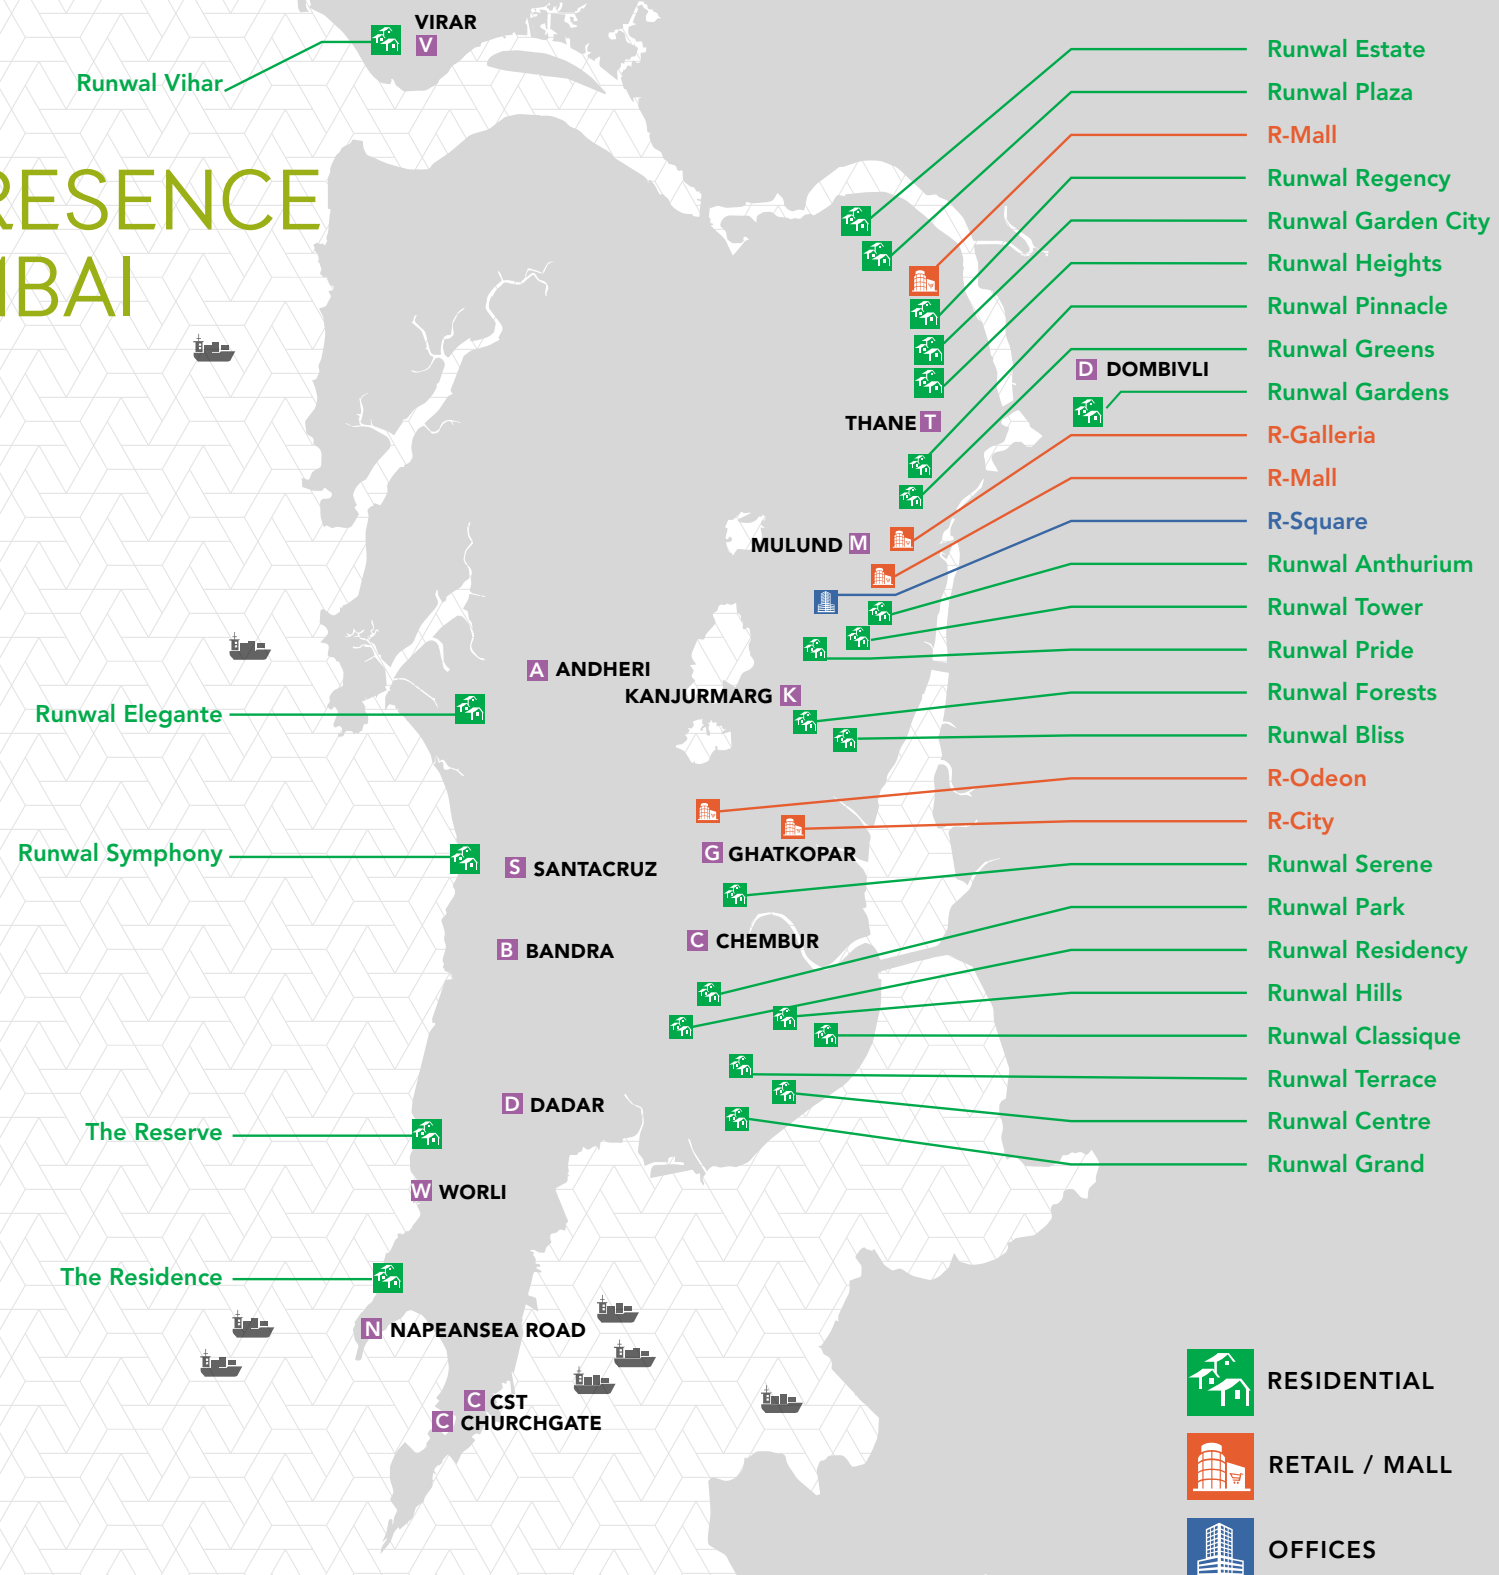 VIRAR
V
Runwal Vihar
RESENCE
MBAI
Runwal Estate
Runwal Plaza
R-Mall
Runwal Regency
Runwal Garden City
Runwal Heights
Runwal Pinnacle
Runwal Greens
Runwal Gardens
R-Galleria
R-Mall
R-Square
Runwal Anthurium
Runwal Tower
Runwal Pride
Runwal Forests
Runwal Bliss
R-Odeon
R-City
Runwal Serene
Runwal Park
Runwal Residency
Runwal Hills
Runwal Classique
Runwal Terrace
Runwal Centre
Runwal Grand
D DOMBIVLI
THANE T
MULUND M
A ANDHERI
KANJURMARG K
Runwal Elegante
G GHATKOPAR
Runwal Symphony
S SANTACRUZ
C CHEMBUR
B BANDRA
D DADAR
The Reserve
W WORLI
The Residence
N NAPEANSEA ROAD
C CST
C CHURCHGATE
RESIDENTIAL
RETAIL / MALL
OFFICES